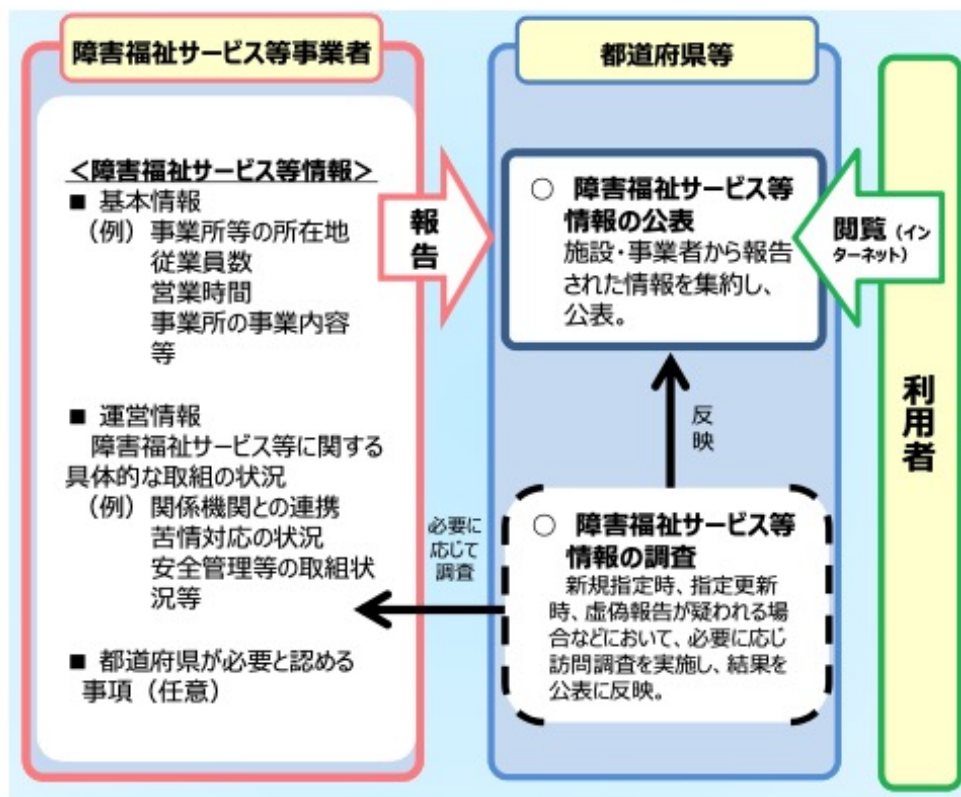 障害福祉サービス等事業者
＜障害福祉サービス等情報＞
■ 基本情報
（例）事業所等の所在地
従業員数
営業時間
事業所の事業内容
等
■ 運営情報
障害福祉サービス等に関する
具体的な取組の状況
（例）関係機関との連携
苦情対応の状況
安全管理等の取組状
況等
■ 都道府県が必要と認める
事項（任意）
報告
必要に
応じて
調査
都道府県等
○ 障害福祉サービス等
情報の公表
施設・事業者から報告
された情報を集約し、
公表。
反映
○ 障害福祉サービス等
情報の調査
新規指定時、指定更新
時、虚偽報告が疑われる場
合などにおいて、必要に応じ
訪問調査を実施し、結果を
公表に反映。
閲覧（イン
ターネット）
利用者